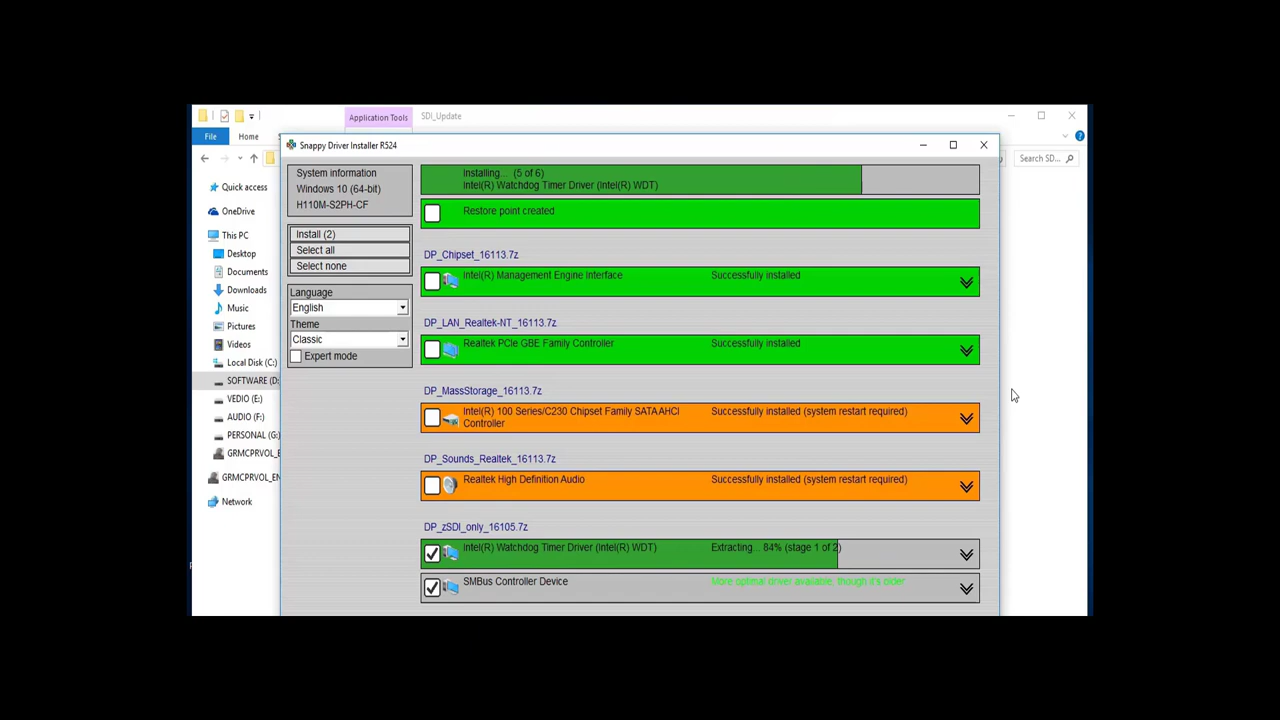 Application Tools
SDI_Update
File
Home
Search SD...
Quick access
OneDrive
This PC
Desktop
Documents
Downloads
Music
Pictures
Videos
Local Disk (C:)
SOFTWARE (D:
VEDIO (E:)
AUDIO (F:)
PERSONAL (G:)
GRMCPRVOL_E
GRMCPRVOL_EN
Network
Snappy Driver Installer R524
System information
Windows 10 (64-bit)
H110M-S2PH-CF
Install (2)
Select all
Select none
Language
English
Theme
Classic
Expert mode
Installing... (5 of 6)
Intel(R) Watchdog Timer Driver (Intel(R) WDT)
Restore point created
DP_Chipset_16113.7z
Intel(R) Management Engine Interface Successfully installed
DP_LAN_Realtek-NT_16113.7z
Realtek PCIe GBE Family Controller Successfully installed
DP_MassStorage_16113.7z
Intel(R) 100 Series/C230 Chipset Family SATA AHCI Successfully installed (system restart required)
Controller
DP_Sounds_Realtek_16113.7z
Realtek High Definition Audio Successfully installed (system restart required)
DP_zSDI_only_16105.7z
Intel(R) Watchdog Timer Driver (Intel(R) WDT) Extracting... 84% (stage 1 of 2)
SMBus Controller Device More optimal driver available, though it's older